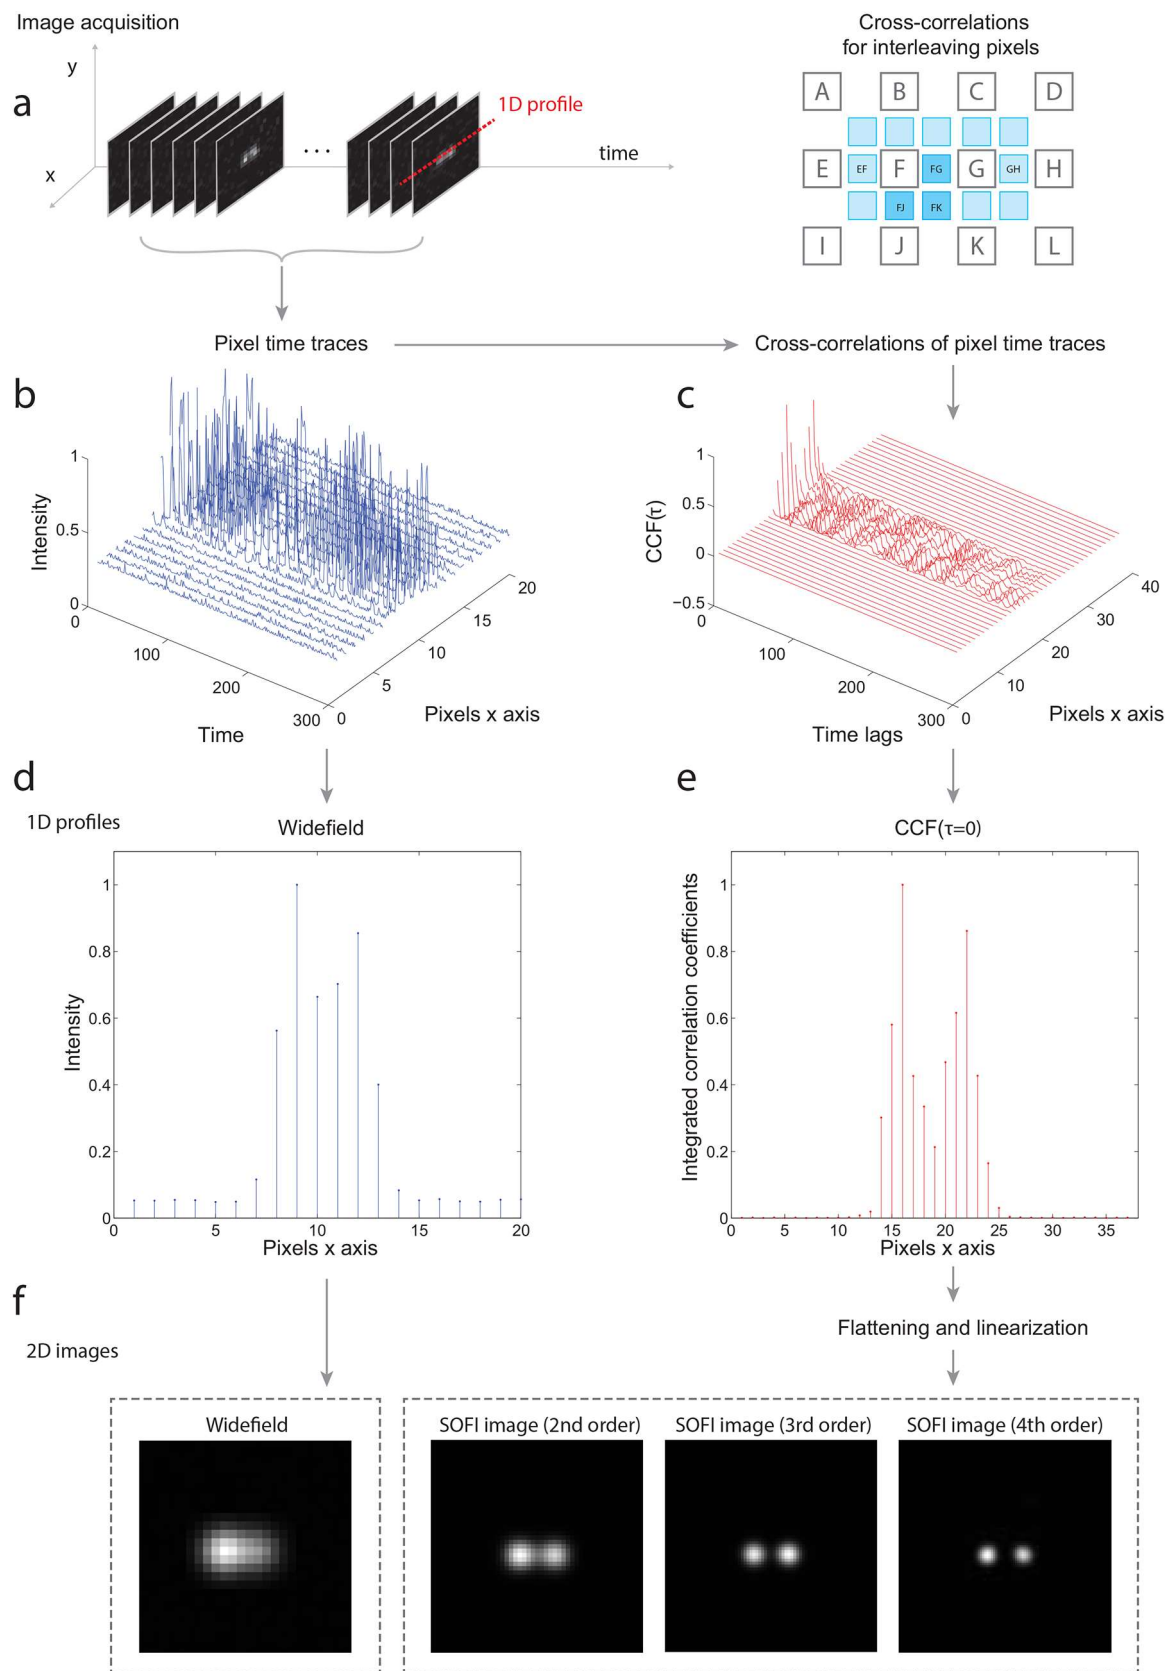 Image acquisition
Cross-correlations
for interleaving pixels
y
a
x
1D profile
...
time
A B C D
E EF F FG G GH H
FJ FK
I J K L
Pixel time traces
Cross-correlations of pixel time traces
b
1
0.5
0
Intensity
0
100
200
300
Time
0
5
10
15
20
Pixels x axis
c
1
0.5
0
−0.5
CCF(τ)
0
100
200
300
Time lags
0
10
20
30
40
Pixels x axis
d
1D profiles
Widefield
1
0.8
0.6
0.4
0.2
0
Intensity
0 5 10 15 20
Pixels x axis
e
CCF(τ=0)
1
0.8
0.6
0.4
0.2
0
Integrated correlation coefficients
0 5 10 15 20 25 30 35
Pixels x axis
f
Flattening and linearization
2D images
Widefield
SOFI image (2nd order)
SOFI image (3rd order)
SOFI image (4th order)